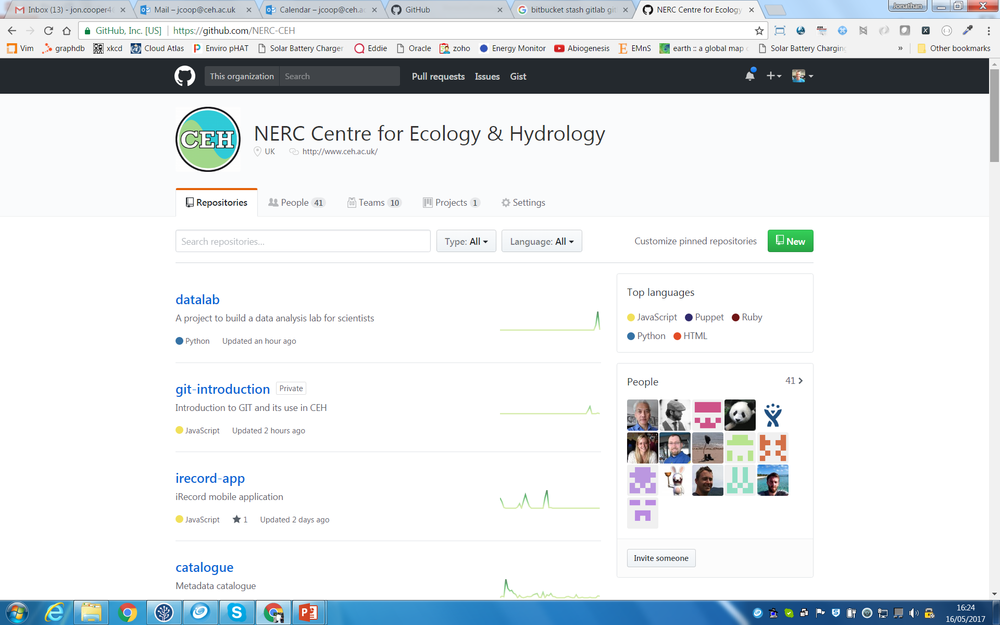 Inbox (13) - jon.cooper4
Mail – jcoop@ceh.ac.uk
Calendar – jcoop@ceh.ac
GitHub
bitbucket stash gitlab git
NERC Centre for Ecology
Jonathan
GitHub, Inc. [US]
https://github.com/NERC-CEH
Vim
graphdb
xkcd
Cloud Atlas
Enviro pHAT
Solar Battery Charger
Eddie
Oracle
zoho
Energy Monitor
Abiogenesis
EMnS
earth :: a global map
Solar Battery Charging
»
Other bookmarks
This organization
Search
Pull requests
Issues
Gist
CEH
NERC Centre for Ecology & Hydrology
UK
http://www.ceh.ac.uk/
Repositories
People 41
Teams 10
Projects 1
Settings
Search repositories...
Type: All
Language: All
Customize pinned repositories
New
datalab
A project to build a data analysis lab for scientists
Python Updated an hour ago
git-introduction Private
Introduction to GIT and its use in CEH
JavaScript Updated 2 hours ago
irecord-app
iRecord mobile application
JavaScript 1 Updated 2 days ago
catalogue
Metadata catalogue
Top languages
JavaScript Puppet Ruby
Python HTML
People 41
Invite someone
16:24
16/05/2017